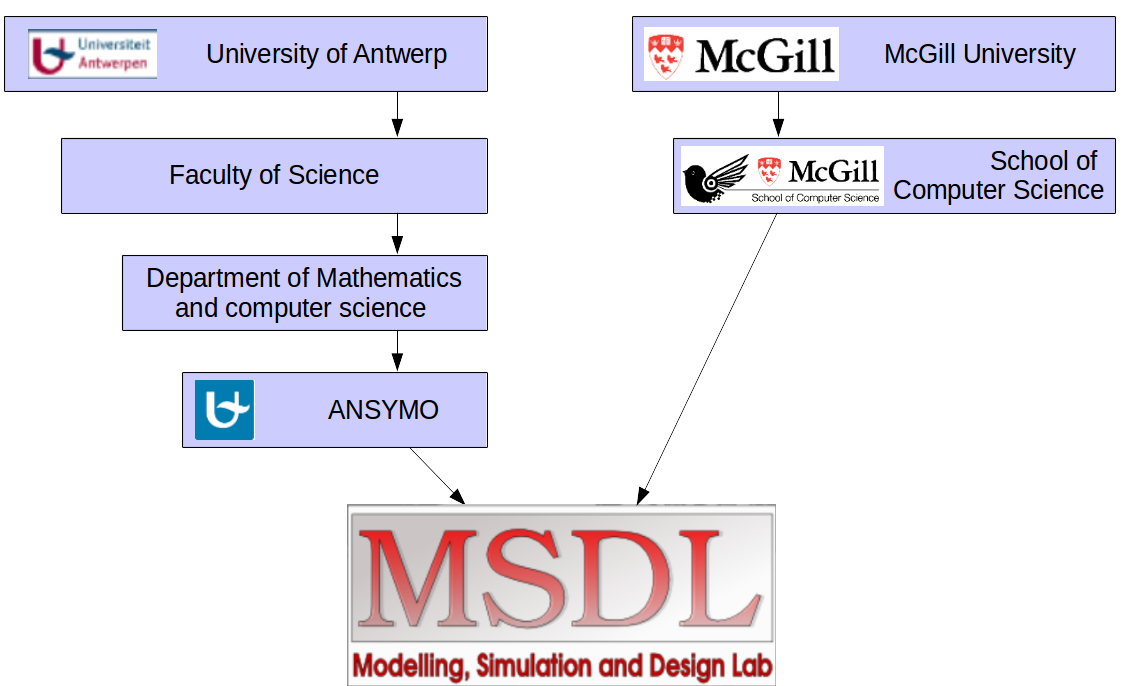 Universiteit
Antwerpen
University of Antwerp
McGill
McGill University
Faculty of Science
McGill
School of Computer Science
School of
Computer Science
Department of Mathematics
and computer science
ANSYMO
MSDL
Modelling, Simulation and Design Lab